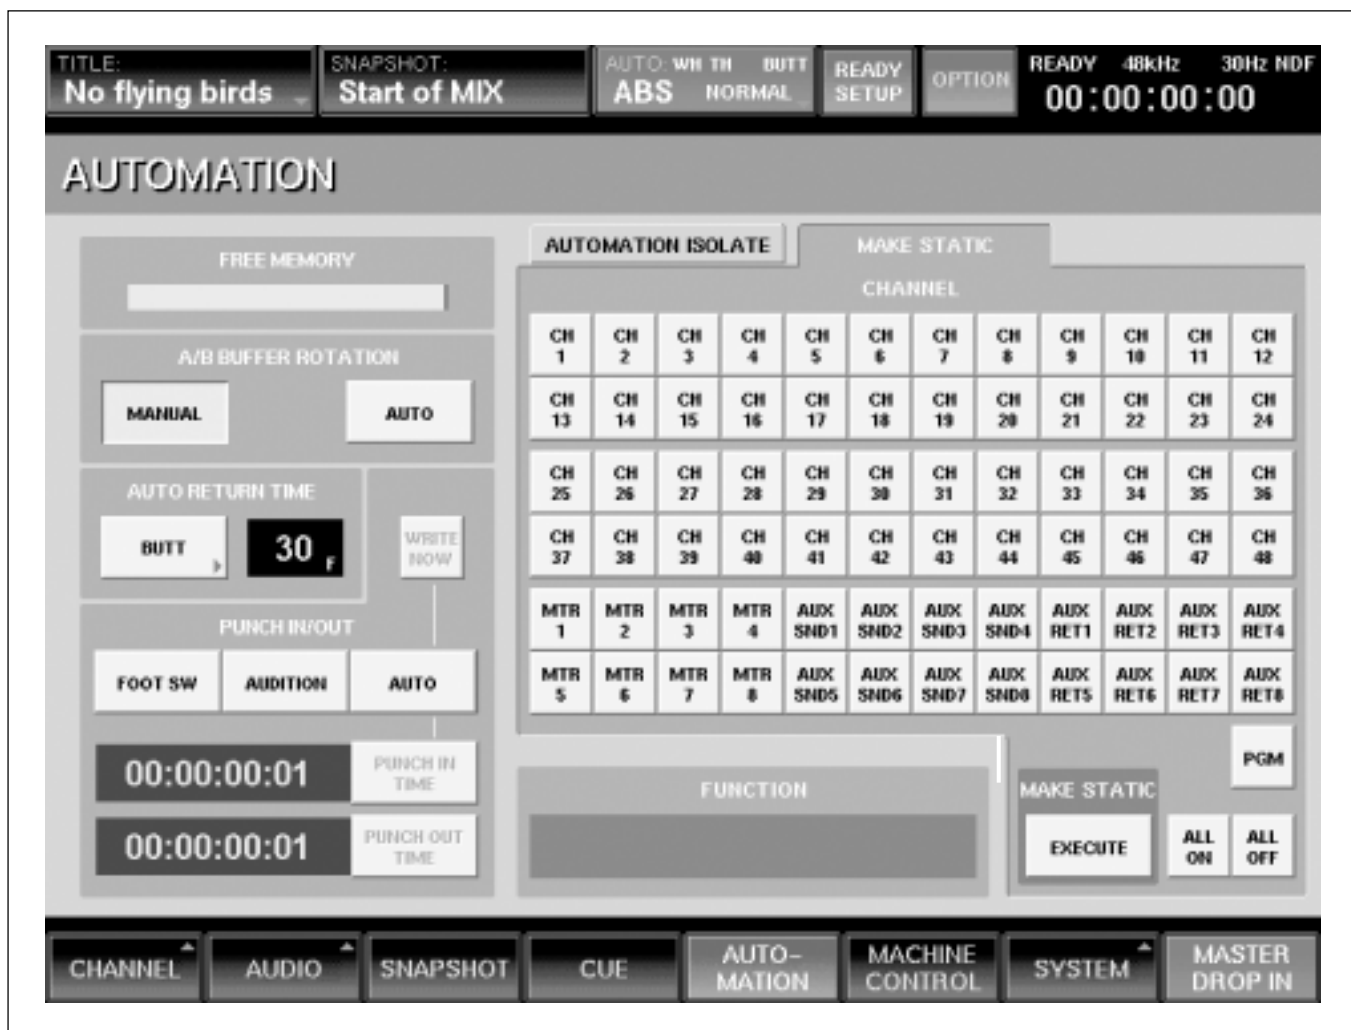 TITLE:
No flying birds
SNAPSHOT:
Start of MIX
AUTO: WH TH BUTT
ABS NORMAL
READY
SETUP
OPTION
READY 48kHz 30Hz NDF
00:00:00:00
AUTOMATION
FREE MEMORY
A/B BUFFER ROTATION
MANUAL AUTO
AUTO RETURN TIME
BUTT 30 F
WRITE
NOW
PUNCH IN/OUT
FOOT SW AUDITION AUTO
00:00:00:01
PUNCH IN
TIME
00:00:00:01
PUNCH OUT
TIME
AUTOMATION ISOLATE MAKE STATIC
CHANNEL
CH CH CH CH CH CH CH CH CH CH CH CH
1 2 3 4 5 6 7 8 9 10 11 12
CH CH CH CH CH CH CH CH CH CH CH CH
13 14 15 16 17 18 19 20 21 22 23 24
CH CH CH CH CH CH CH CH CH CH CH CH
25 26 27 28 29 30 31 32 33 34 35 36
CH CH CH CH CH CH CH CH CH CH CH CH
37 38 39 40 41 42 43 44 45 46 47 48
MTR MTR MTR MTR AUX AUX AUX AUX AUX AUX AUX AUX
1 2 3 4 SND1 SND2 SND3 SND4 RET1 RET2 RET3 RET4
MTR MTR MTR MTR AUX AUX AUX AUX AUX AUX AUX AUX
5 6 7 8 SND5 SND6 SND7 SND8 RET5 RET6 RET7 RET8
PGM
FUNCTION
MAKE STATIC
EXECUTE
ALL
ON
ALL
OFF
CHANNEL AUDIO SNAPSHOT CUE
AUTO-
MATION
MACHINE
CONTROL
SYSTEM
MASTER
DROP IN